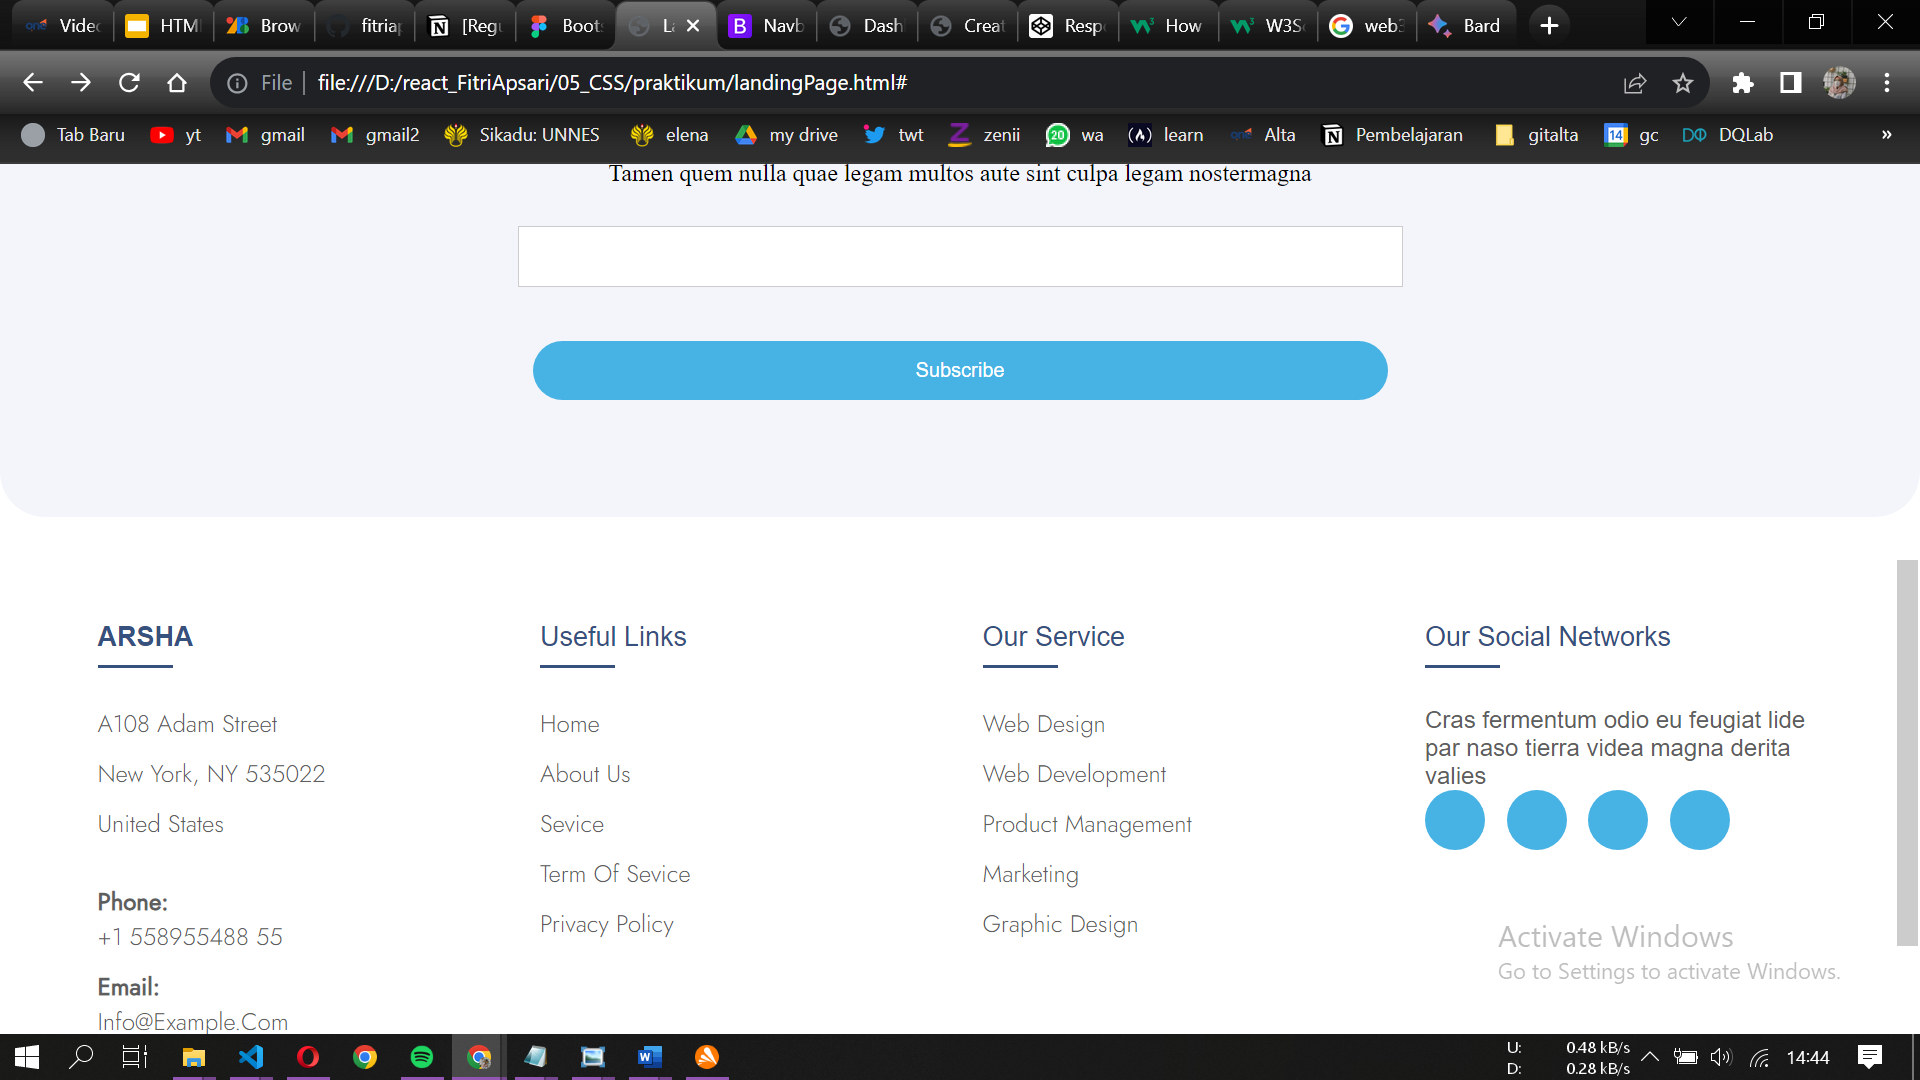 Videc
HTM
Brow
fitriap
[Regu
Boots
La
Navb
Dash
Creat
Resp
How
W3Sc
web3
Bard
File
file:///D:/react_FitriApsari/05_CSS/praktikum/landingPage.html#
Tab Baru
yt
gmail
gmail2
Sikadu: UNNES
elena
my drive
twt
zenii
20
wa
learn
Alta
Pembelajaran
gitalta
14
gc
DQLab
»
Tamen quem nulla quae legam multos aute sint culpa legam nostermagna
Subscribe
ARSHA
A108 Adam Street
New York, NY 535022
United States
Phone:
+1 558955488 55
Email:
Info@Example.Com
Useful Links
Home
About Us
Sevice
Term Of Sevice
Privacy Policy
Our Service
Web Design
Web Development
Product Management
Marketing
Graphic Design
Our Social Networks
Cras fermentum odio eu feugiat lide
par naso tierra videa magna derita
valies
Activate Windows
Go to Settings to activate Windows.
U: 0.48 kB/s
D: 0.28 kB/s
14:44